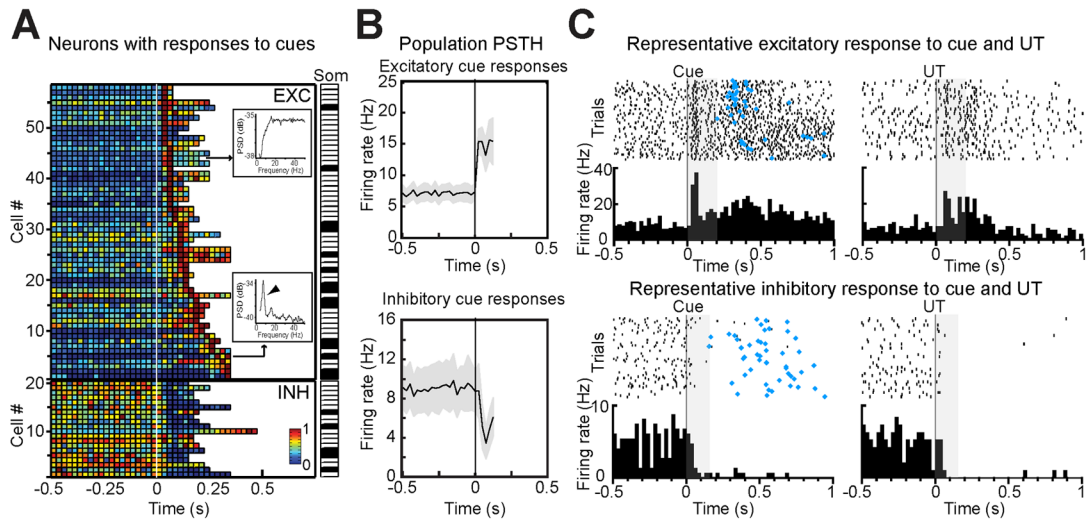 A
Neurons with responses to cues
Som
EXC
-35
PSD (dB)
-38
0 40
Frequency (Hz)
-34
PSD (dB)
-40
0 40
Frequency (Hz)
50
40
30
20
10
Cell #
INH
20
10
Cell #
1
0
-0.5 -0.25 0 0.25 0.5
Time (s)
B
Population PSTH
Excitatory cue responses
25
20
15
10
5
0
Firing rate (Hz)
-0.5 0 0.5
Time (s)
Inhibitory cue responses
16
12
8
4
0
Firing rate (Hz)
-0.5 0 0.5
Time (s)
C
Representative excitatory response to cue and UT
Cue
UT
Trials
40
20
0
Firing rate (Hz)
-0.5 0 0.5 1
Time (s)
-0.5 0 0.5 1
Time (s)
Representative inhibitory response to cue and UT
Cue
UT
Trials
10
0
Firing rate (Hz)
-0.5 0 0.5 1
Time (s)
-0.5 0 0.5 1
Time (s)